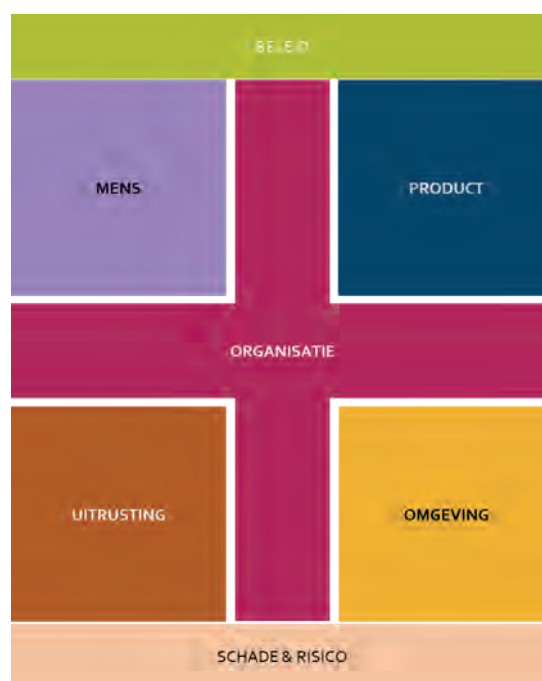 BELEID
MENS
PRODUCT
ORGANISATIE
UITRUSTING
OMGEVING
SCHADE & RISICO